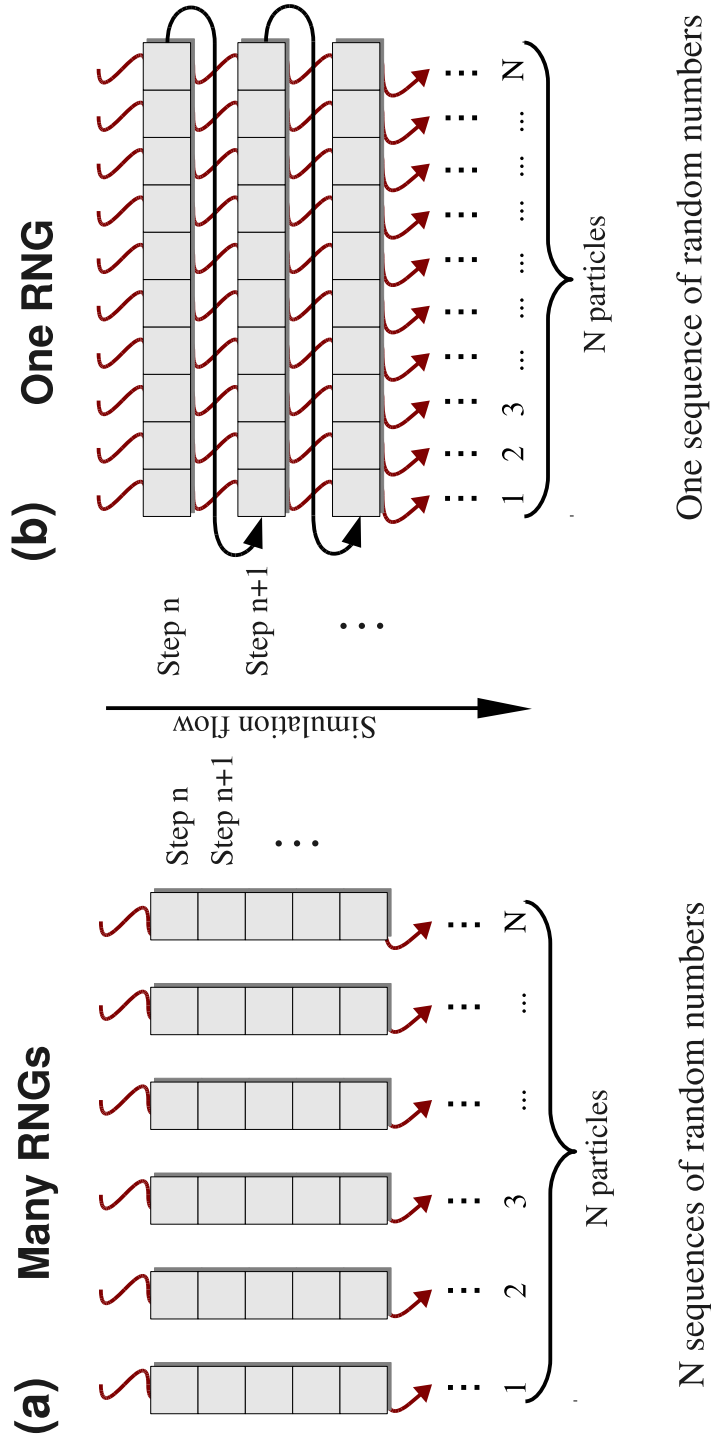 (a) Many RNGs
Step n
Step n+1
...
... ... ... ... ... ...
1 2 3 ... ... N
N particles
N sequences of random numbers
Simulation flow
(b) One RNG
Step n
Step n+1
...
... ... ... ... ... ... ... ... ... ...
1 2 3 ... ... ... ... ... ... N
N particles
One sequence of random numbers